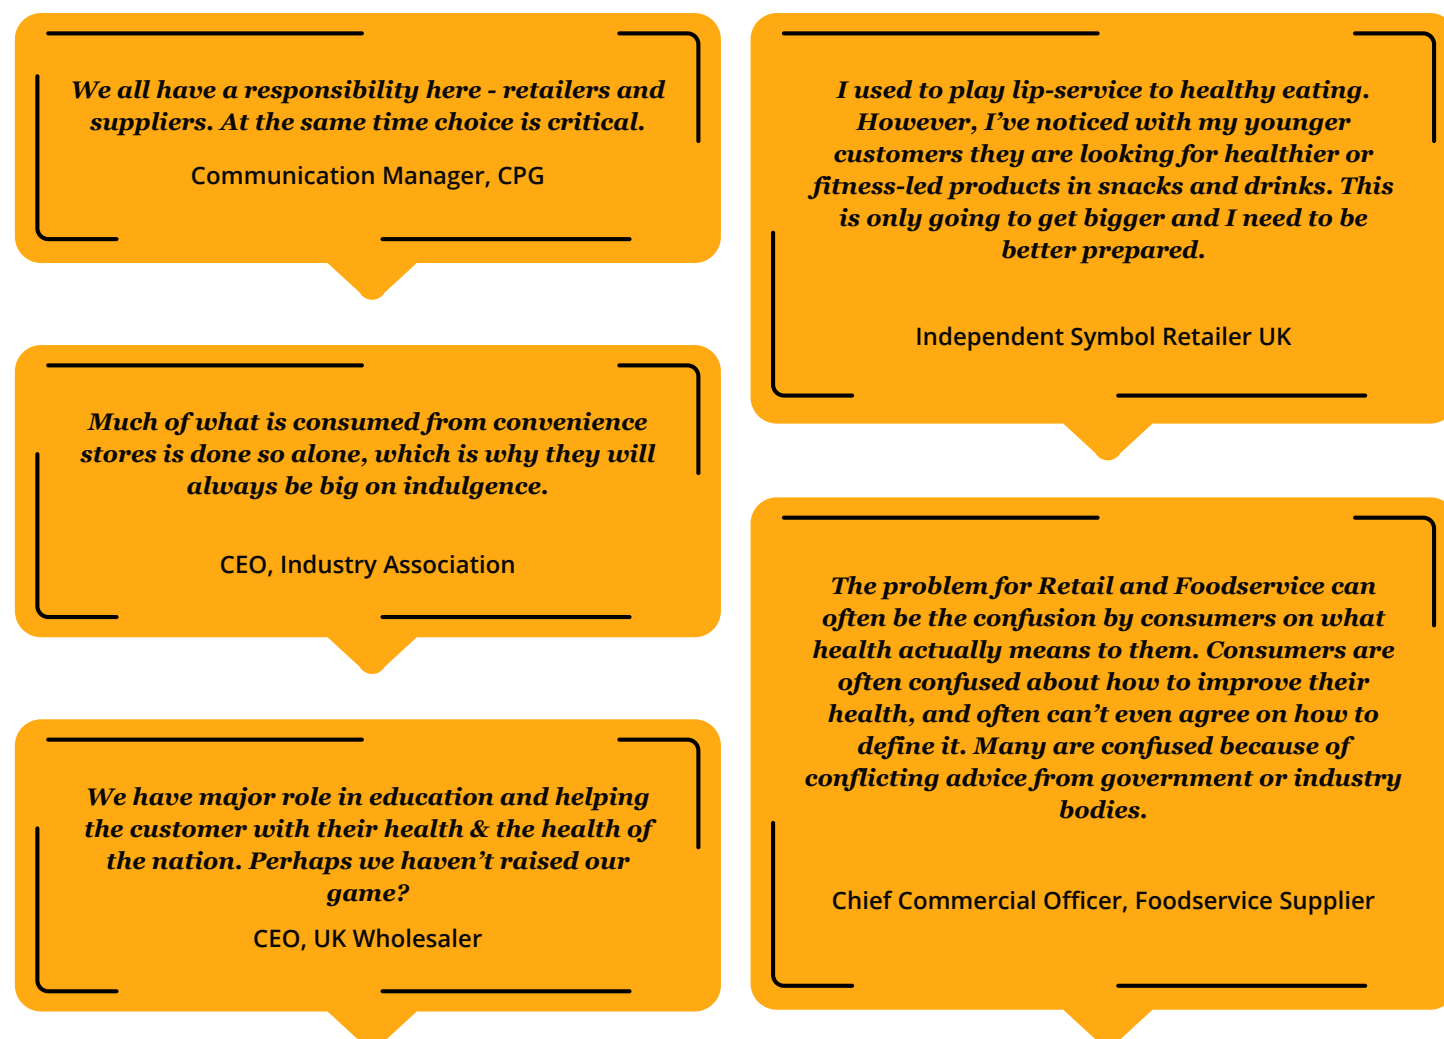 We all have a responsibility here - retailers and
suppliers. At the same time choice is critical.
Communication Manager, CPG
Much of what is consumed from convenience
stores is done so alone, which is why they will
always be big on indulgence.
CEO, Industry Association
We have major role in education and helping
the customer with their health & the health of
the nation. Perhaps we haven't raised our
game?
CEO, UK Wholesaler
I used to play lip-service to healthy eating.
However, I've noticed with my younger
customers they are looking for healthier or
fitness-led products in snacks and drinks. This
is only going to get bigger and I need to be
better prepared.
Independent Symbol Retailer UK
The problem for Retail and Foodservice can
often be the confusion by consumers on what
health actually means to them. Consumers are
often confused about how to improve their
health, and often can't even agree on how to
define it. Many are confused because of
conflicting advice from government or industry
bodies.
Chief Commercial Officer, Foodservice Supplier